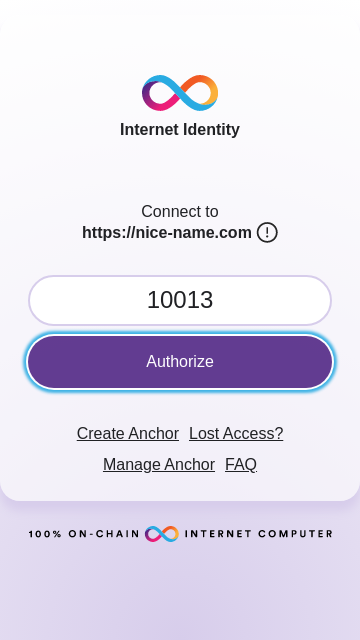 Internet Identity
Connect to
https://nice-name.com
10013
Authorize
Create Anchor Lost Access?
Manage Anchor FAQ
100% ON-CHAIN INTERNET COMPUTER